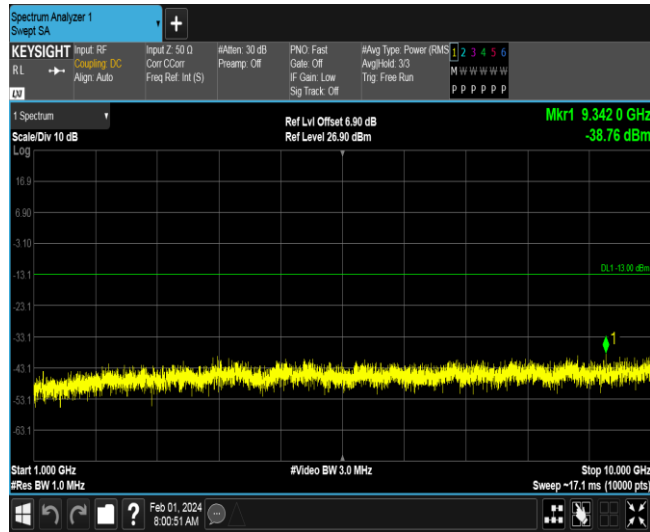 Spectrum Analyzer 1
Swept SA
+
KEYSIGHT
RL
LXI
Input: RF
Coupling: DC
Align: Auto
Input Z: 50 Ω
Corr CCorr
Freq Ref: Int (S)
#Atten: 30 dB
Preamp: Off
PNO: Fast
Gate: Off
IF Gain: Low
Sig Track: Off
#Avg Type: Power (RMS
Avg|Hold: 3/3
Trig: Free Run
1 2 3 4 5 6
M W W W W W
P P P P P P
1 Spectrum
Scale/Div 10 dB
Log
Ref Lvl Offset 6.90 dB
Ref Level 26.90 dBm
Mkr1 9.342 0 GHz
-38.76 dBm
16.9
6.90
-3.10
-13.1
DL1 -13.00 dBm
-23.1
-33.1
1
-43.1
-53.1
-63.1
Start 1.000 GHz
#Res BW 1.0 MHz
#Video BW 3.0 MHz
Stop 10.000 GHz
Sweep ~17.1 ms (10000 pts)
?
Feb 01, 2024
8:00:51 AM